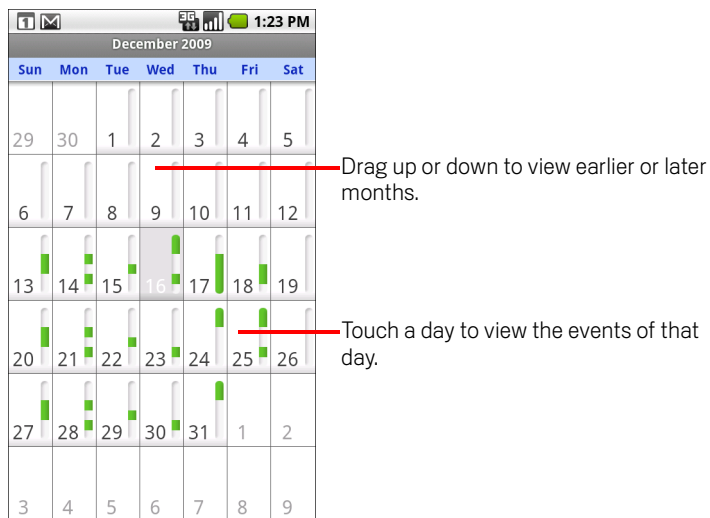 1 3G 1:23 PM
December 2009
Sun Mon Tue Wed Thu Fri Sat
29 30 1 2 3 4 5
Drag up or down to view earlier or later
months.
6 7 8 9 10 11 12
13 14 15 16 17 18 19
Touch a day to view the events of that
day.
20 21 22 23 24 25 26
27 28 29 30 31 1 2
3 4 5 6 7 8 9